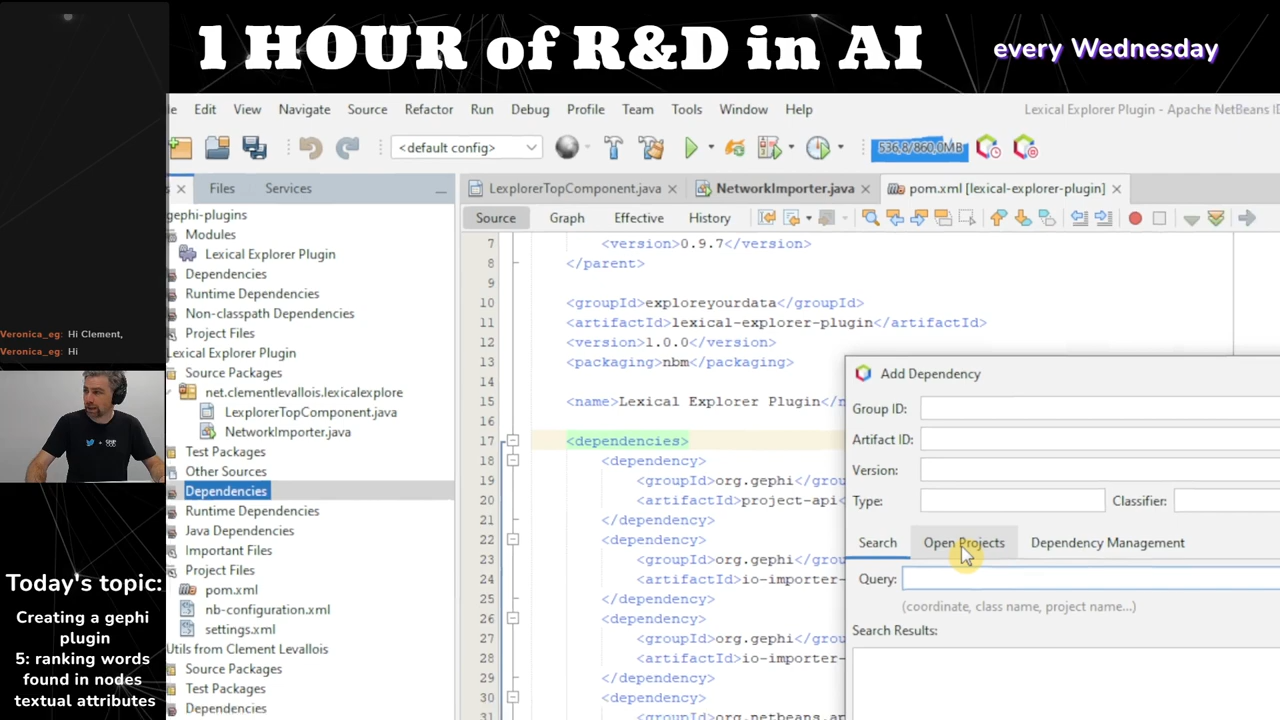 1 HOUR of R&D in AI
every Wednesday
Edit View Navigate Source Refactor Run Debug Profile Team Tools Window Help
Lexical Explorer Plugin - Apache NetBeans ID
<default config>
536,8/860,0MB
Files Services
LexplorerTopComponent.java
NetworkImporter.java
pom.xml [lexical-explorer-plugin]
Source Graph Effective History
gephi-plugins
Modules
Lexical Explorer Plugin
Dependencies
Runtime Dependencies
Non-classpath Dependencies
Project Files
Lexical Explorer Plugin
Source Packages
net.clementlevallois.lexicalexplore
LexplorerTopComponent.java
NetworkImporter.java
Test Packages
Other Sources
Dependencies
Runtime Dependencies
Java Dependencies
Important Files
Project Files
pom.xml
nb-configuration.xml
settings.xml
Utils from Clement Levallois
Source Packages
Test Packages
Dependencies
7 <version>0.9.7</version>
8 </parent>
9
10 <groupId>exploreyourdata</groupId>
11 <artifactId>lexical-explorer-plugin</artifactId>
12 <version>1.0.0</version>
13 <packaging>nbm</packaging>
14
15 <name>Lexical Explorer Plugin</n
16
17 <dependencies>
18 <dependency>
19 <groupId>org.gephi</grou
20 <artifactId>project-api<
21 </dependency>
22 <dependency>
23 <groupId>org.gephi</grou
24 <artifactId>io-importer-
25 </dependency>
26 <dependency>
27 <groupId>org.gephi</grou
28 <artifactId>io-importer-
29 </dependency>
30 <dependency>
31 <groupId>org.netbeans.ap
Add Dependency
Group ID:
Artifact ID:
Version:
Type: Classifier:
Search Open Projects Dependency Management
Query:
(coordinate, class name, project name...)
Search Results:
Veronica_eg: Hi Clement,
Veronica_eg: Hi
Today's topic:
Creating a gephi
plugin
5: ranking words
found in nodes
textual attributes